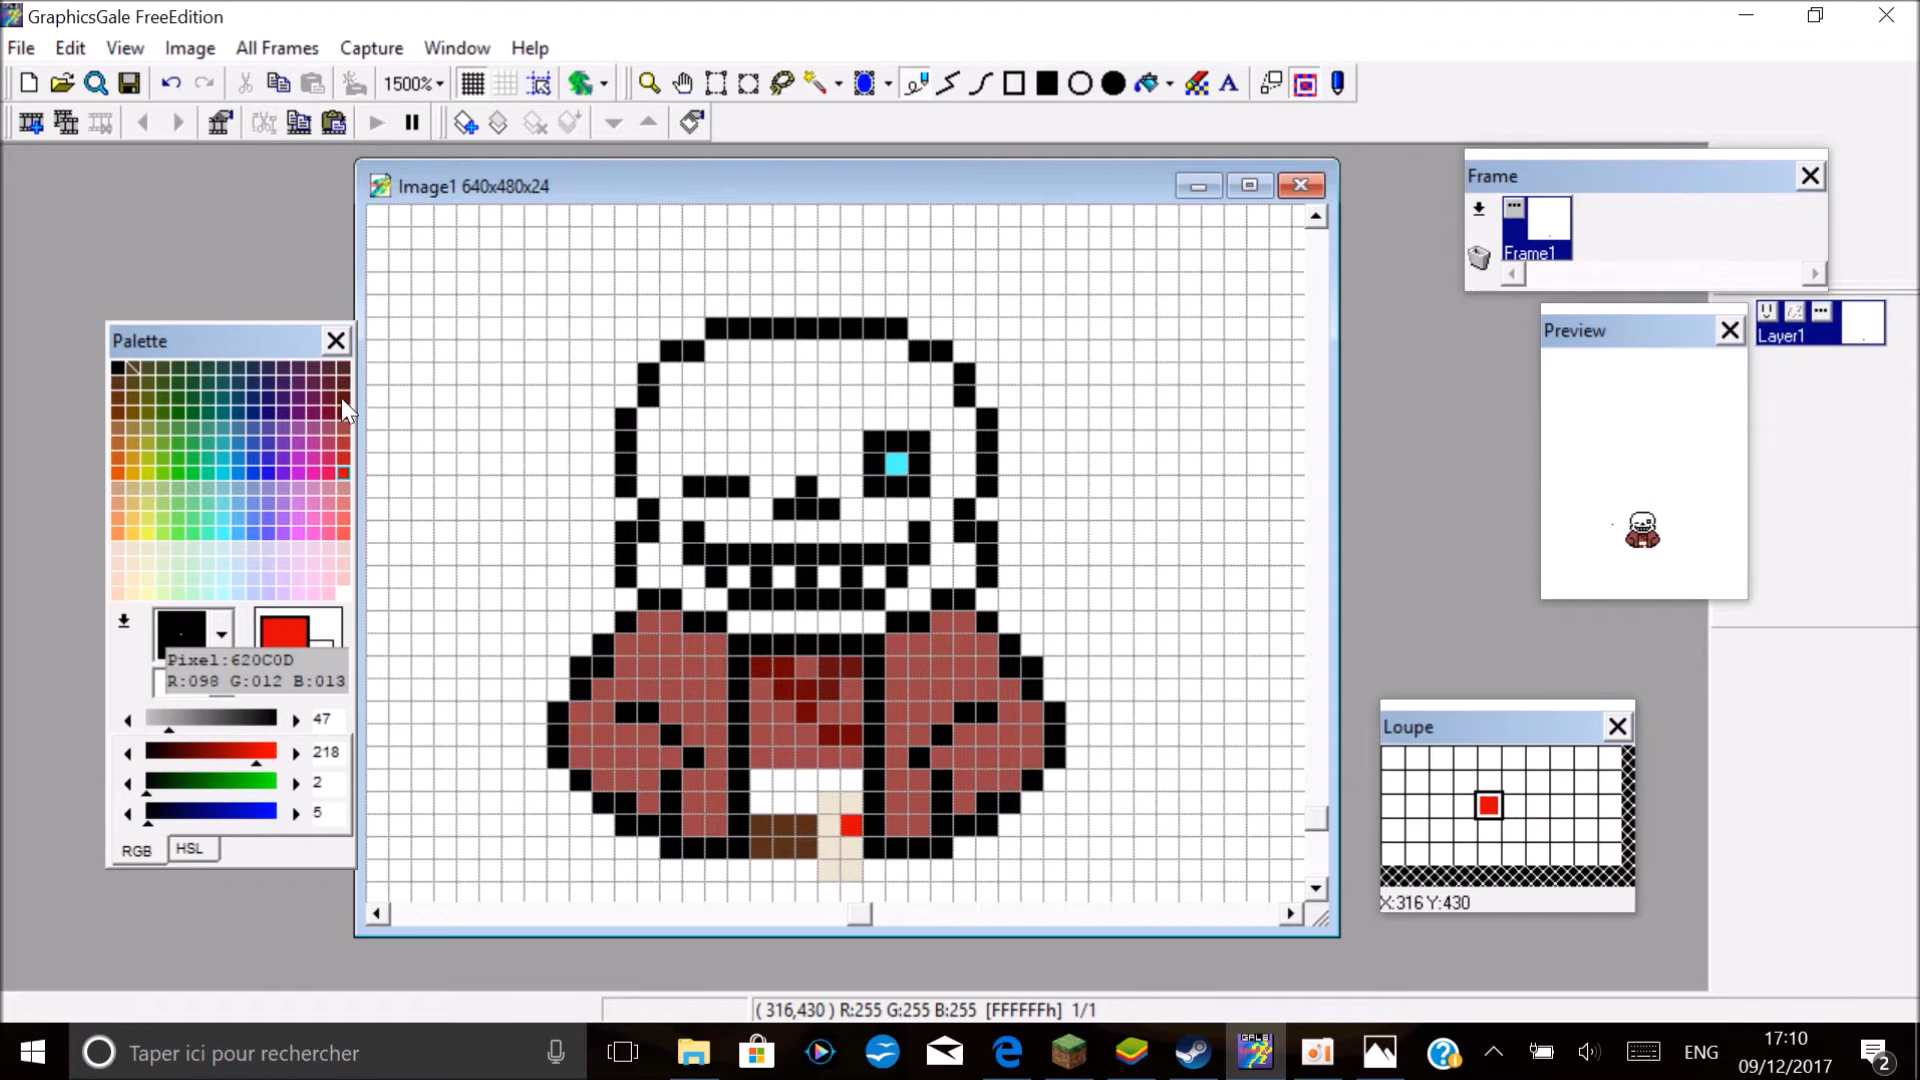 GraphicsGale FreeEdition
File Edit View Image All Frames Capture Window Help
1500%
A
Image1 640x480x24
Frame
Frame1
Preview
Layer1
Palette
Pixel:620C0D
R:098 G:012 B:013
47
218
2
5
RGB HSL
Loupe
X:316 Y:430
( 316,430 ) R:255 G:255 B:255 [FFFFFFh] 1/1
Taper ici pour rechercher
GALE
ENG
17:10
09/12/2017
2